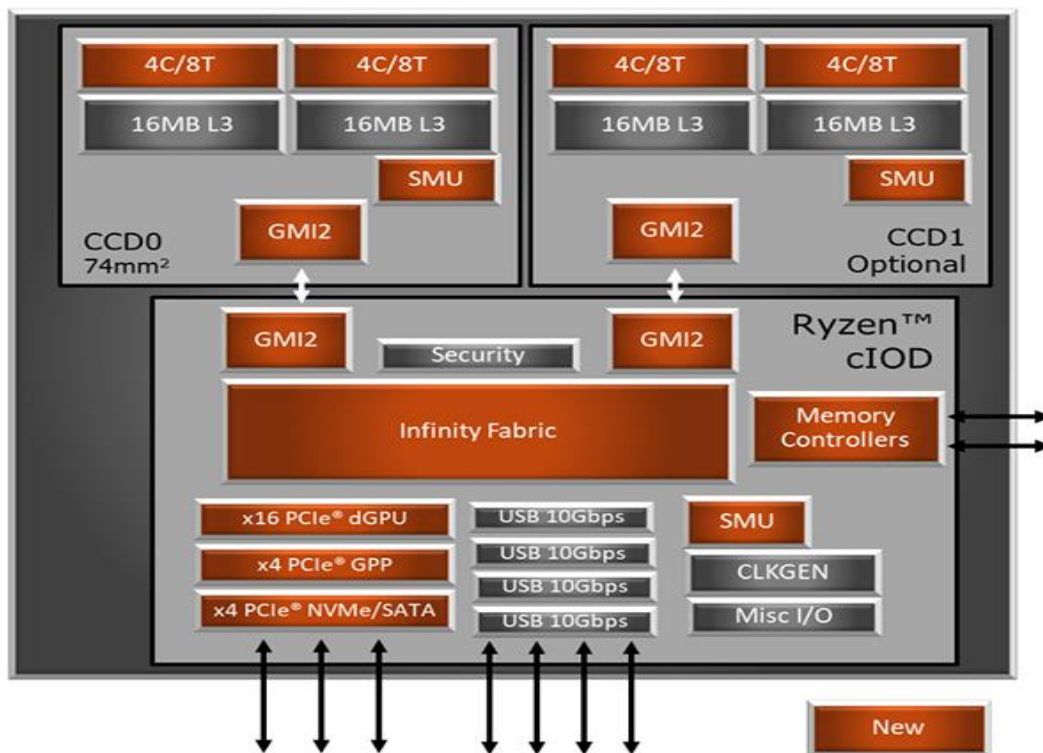 4C/8T
4C/8T
16MB L3
16MB L3
SMU
GMI2
CCD0
74mm²
4C/8T
4C/8T
16MB L3
16MB L3
SMU
GMI2
CCD1
Optional
GMI2
Security
GMI2
Ryzen™
cIOD
Infinity Fabric
Memory
Controllers
x16 PCIe® dGPU
x4 PCIe® GPP
x4 PCIe® NVMe/SATA
USB 10Gbps
USB 10Gbps
USB 10Gbps
USB 10Gbps
SMU
CLKGEN
Misc I/O
New